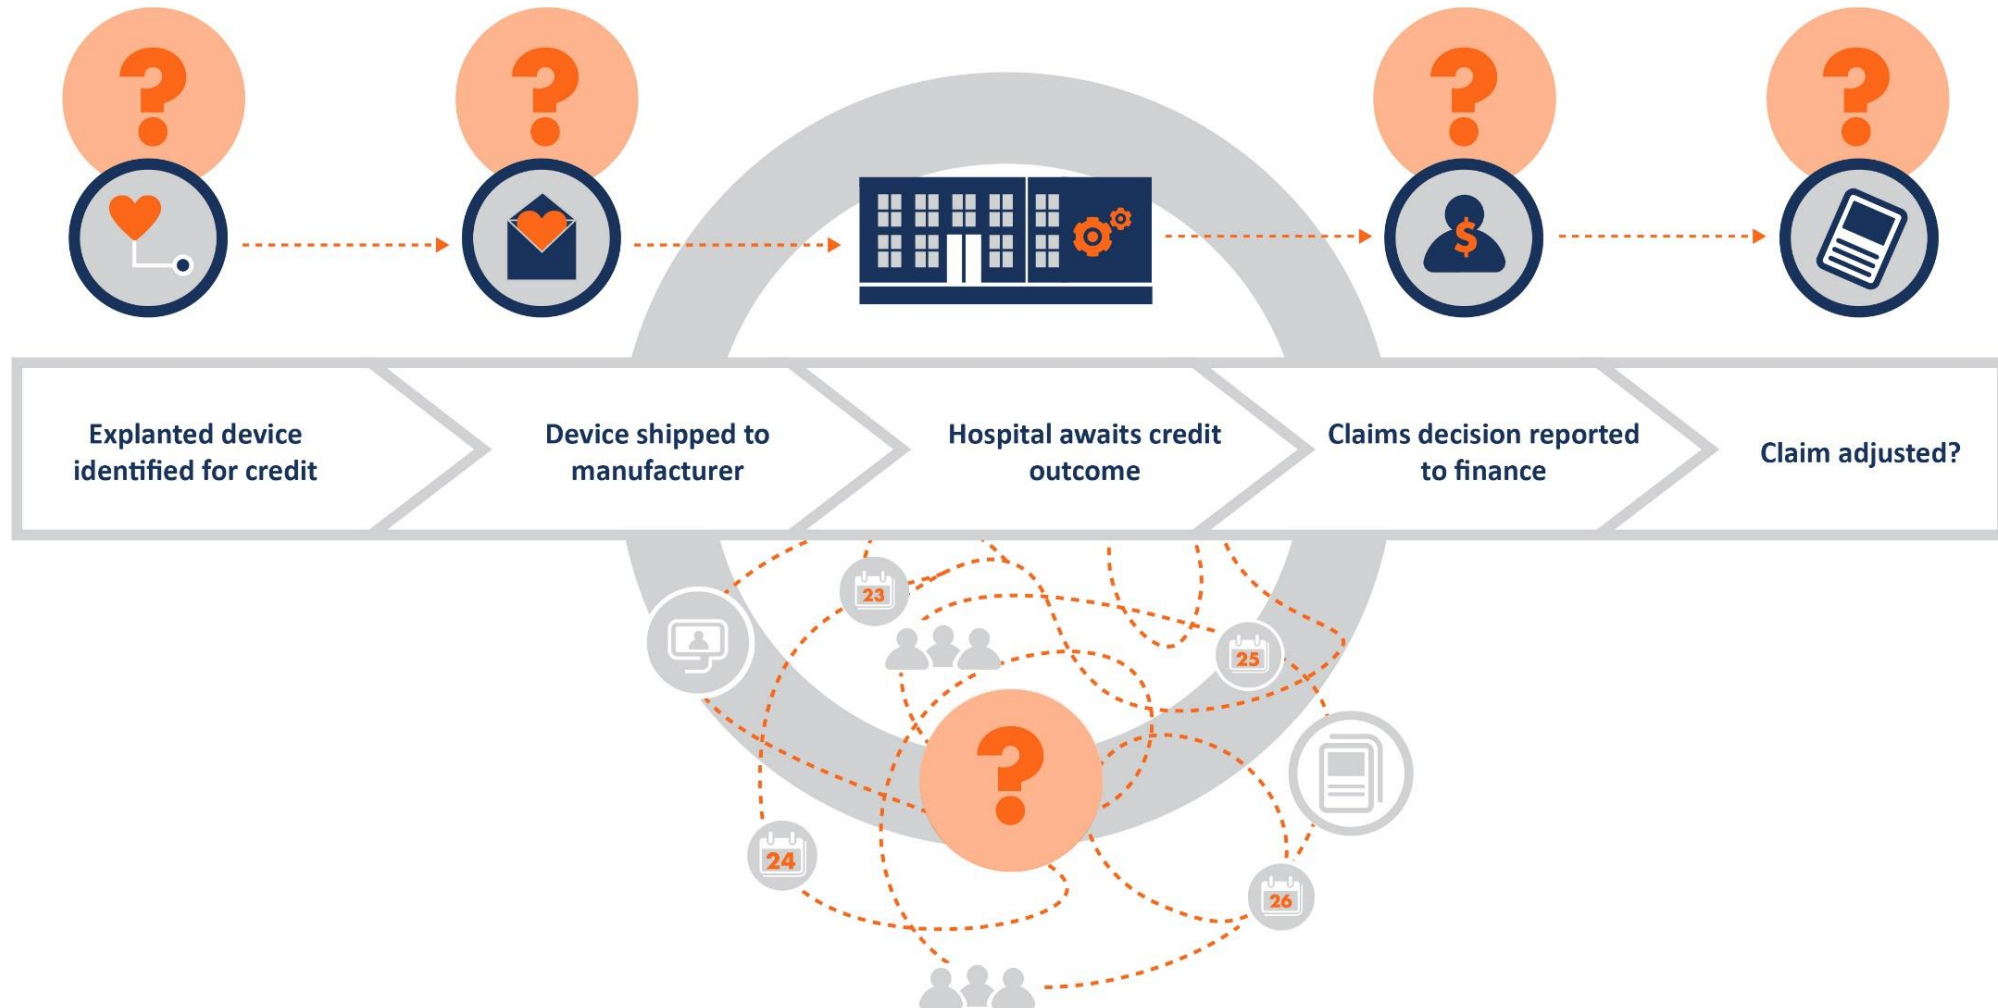 ?
?
?
?
Explanted device
identified for credit
Device shipped to
manufacturer
Hospital awaits credit
outcome
$
Claims decision reported
to finance
Claim adjusted?
23
25
?
24
26